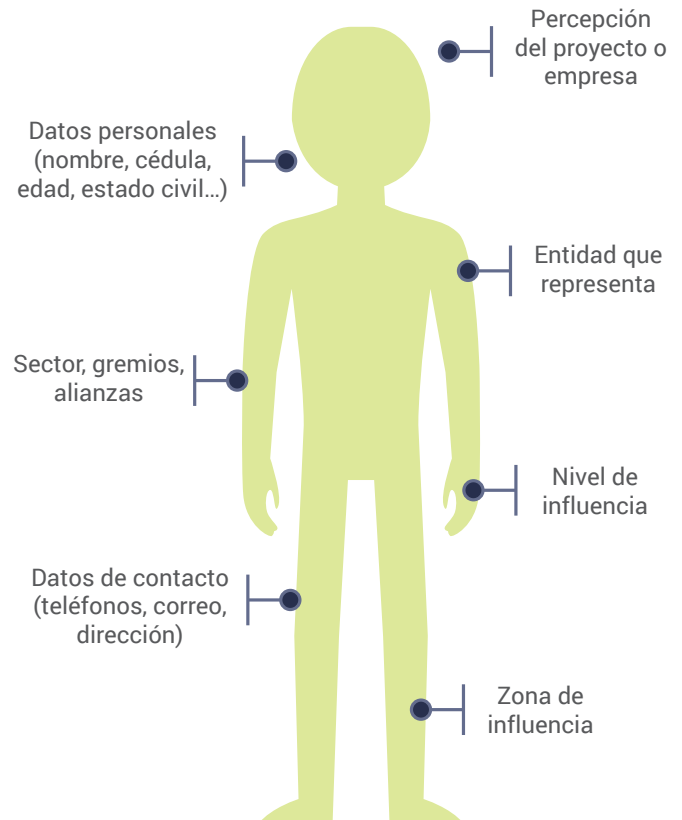 Percepción
del proyecto o
empresa
Datos personales
(nombre, cédula,
edad, estado civil…)
Entidad que
representa
Sector, gremios,
alianzas
Nivel de
influencia
Datos de contacto
(teléfonos, correo,
dirección)
Zona de
influencia